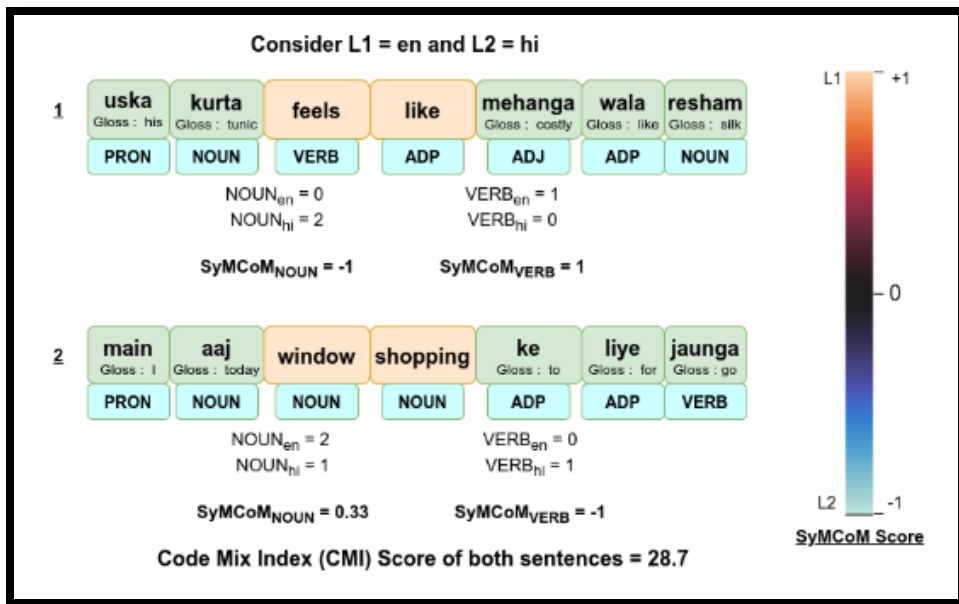 Consider L1 = en and L2 = hi
1
uska kurta feels like mehanga wala resham
Gloss : his Gloss : tunic Gloss : costly Gloss : like Gloss : silk
PRON NOUN VERB ADP ADJ ADP NOUN
NOUNen = 0 VERBen = 1
NOUNhi = 2 VERBhi = 0
SyMCoMNOUN = -1 SyMCoMVERB = 1
2
main aaj window shopping ke liye jaunga
Gloss : I Gloss : today Gloss : to Gloss : for Gloss : go
PRON NOUN NOUN NOUN ADP ADP VERB
NOUNen = 2 VERBen = 0
NOUNhi = 1 VERBhi = 1
SyMCoMNOUN = 0.33 SyMCoMVERB = -1
Code Mix Index (CMI) Score of both sentences = 28.7
L1 +1
0
L2 -1
SyMCoM Score